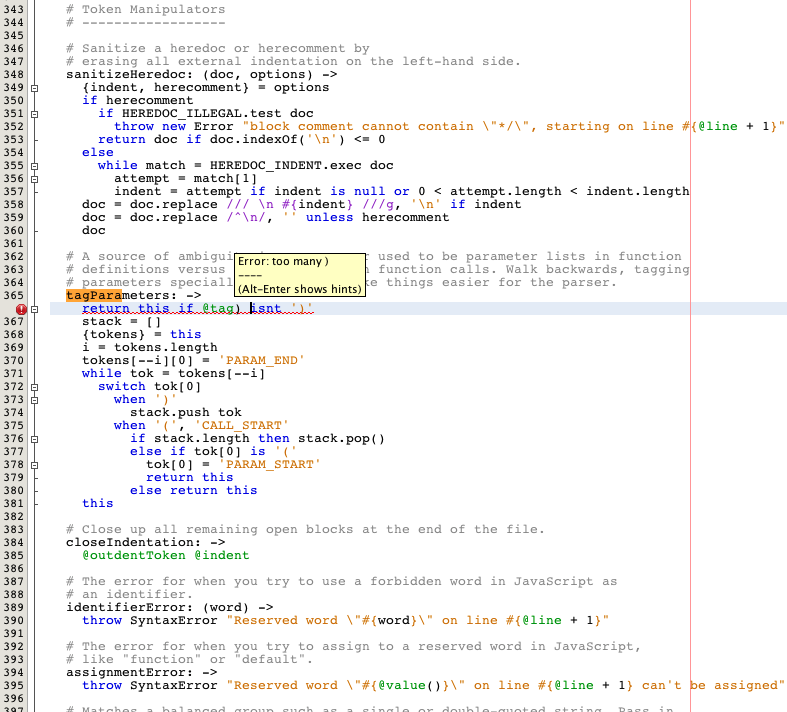 343 # Token Manipulators
344 # ------------------
345
346 # Sanitize a heredoc or herecomment by
347 # erasing all external indentation on the left-hand side.
348 sanitizeHeredoc: (doc, options) ->
349 {indent, herecomment} = options
350 if herecomment
351 if HEREDOC_ILLEGAL.test doc
352 throw new Error "block comment cannot contain \"*/\", starting on line #{@line + 1}"
353 return doc if doc.indexOf('\n') <= 0
354 else
355 while match = HEREDOC_INDENT.exec doc
356 attempt = match[1]
357 indent = attempt if indent is null or 0 < attempt.length < indent.length
358 doc = doc.replace /// \n #{indent} ///g, '\n' if indent
359 doc = doc.replace /^\n/, '' unless herecomment
360 doc
361
362 # A source of used to be parameter lists in function
363 # definitions versus function calls. Walk backwards, tagging
364 # parameters things easier for the parser.
Error: too many )
----
(Alt-Enter shows hints)
365 tagParameters: ->
return this if @tag) isnt ')'
367 stack = []
368 {tokens} = this
369 i = tokens.length
370 tokens[--i][0] = 'PARAM_END'
371 while tok = tokens[--i]
372 switch tok[0]
373 when ')'
374 stack.push tok
375 when '(', 'CALL_START'
376 if stack.length then stack.pop()
377 else if tok[0] is '('
378 tok[0] = 'PARAM_START'
379 return this
380 else return this
381 this
382
383 # Close up all remaining open blocks at the end of the file.
384 closeIndentation: ->
385 @outdentToken @indent
386
387 # The error for when you try to use a forbidden word in JavaScript as
388 # an identifier.
389 identifierError: (word) ->
390 throw SyntaxError "Reserved word \"#{word}\" on line #{@line + 1}"
391
392 # The error for when you try to assign to a reserved word in JavaScript,
393 # like "function" or "default".
394 assignmentError: ->
395 throw SyntaxError "Reserved word \"#{@value()}\" on line #{@line + 1} can't be assigned"
396
# Matches a balanced group such as a single or double-quoted string. Pass in